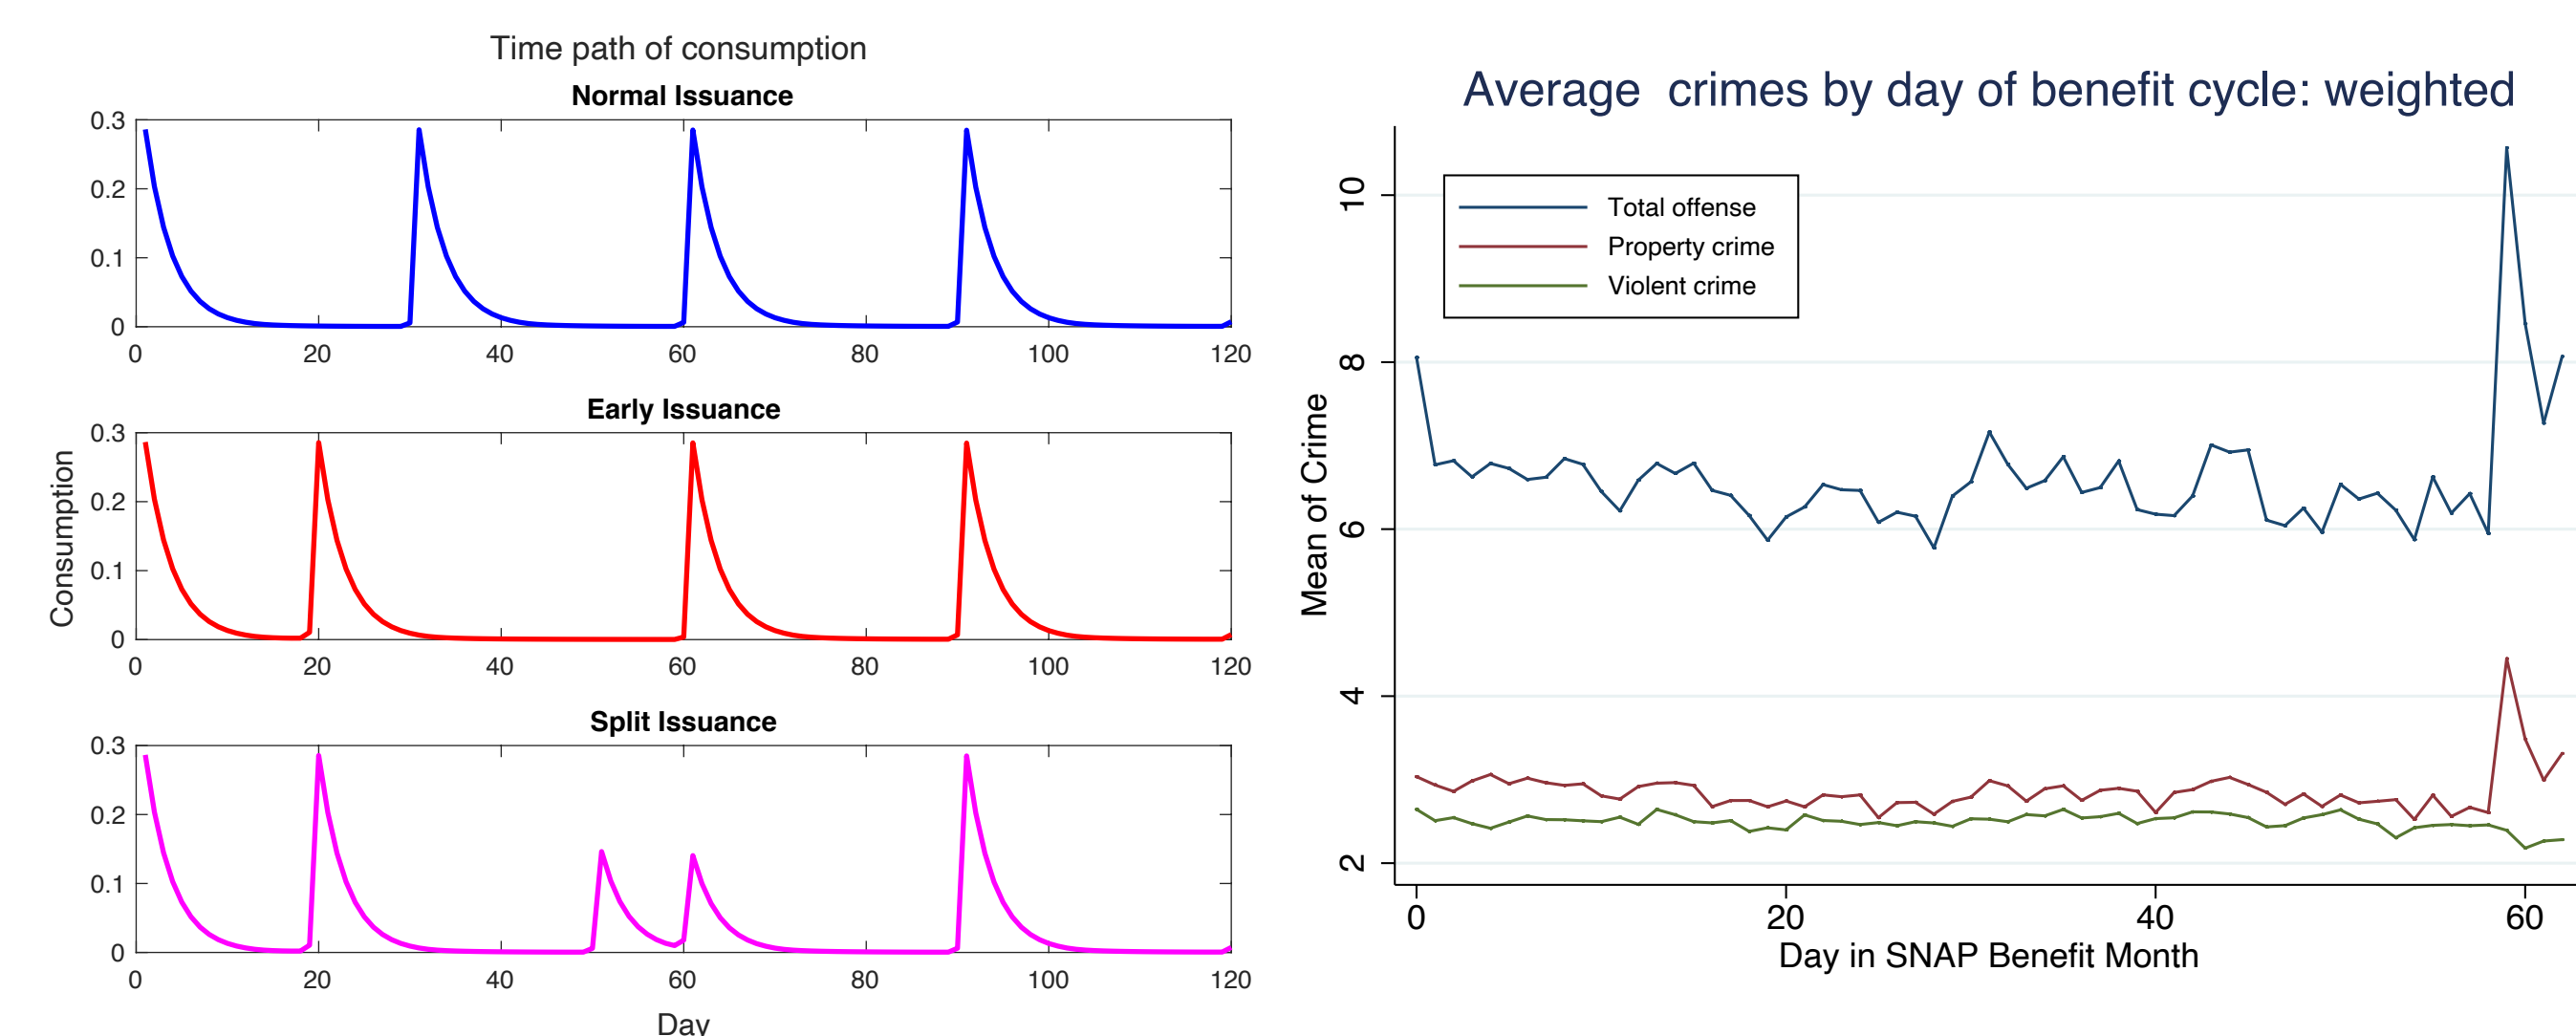 Time path of consumption
Normal Issuance
0.3
0.2
0.1
0
0 20 40 60 80 100 120
Early Issuance
0.3
0.2
0.1
0
0 20 40 60 80 100 120
Consumption
Split Issuance
0.3
0.2
0.1
0
0 20 40 60 80 100 120
Day
Average crimes by day of benefit cycle: weighted
Total offense
Property crime
Violent crime
10
8
6
4
2
Mean of Crime
0 20 40 60
Day in SNAP Benefit Month